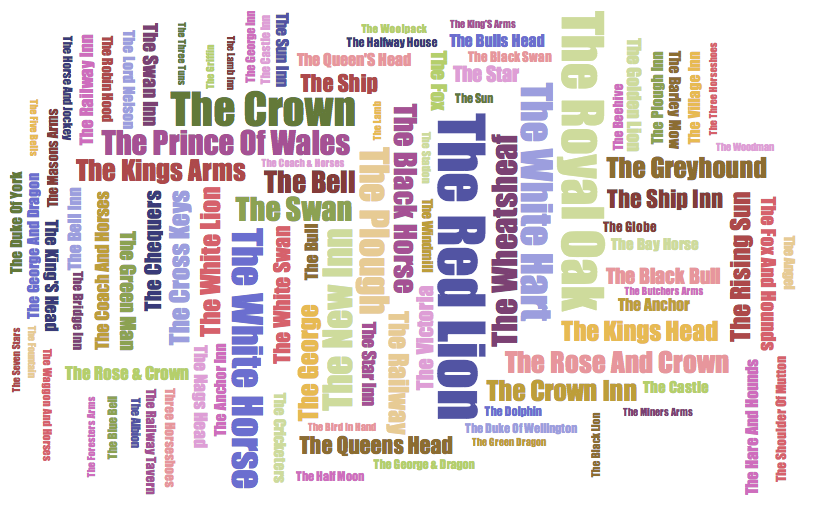 The Five Bells
The Horse And Jockey
The Railway Inn
The Robin Hood
The Lord Nelson
The Swan Inn
The Three Tuns
The Griffin
The Lamb Inn
The George Inn
The Castle Inn
The Sun Inn
The Woolpack
The Halfway House
The King'S Arms
The Bulls Head
The Queen'S Head
The Black Swan
The Ship
The Fox
The Star
The Sun
The Crown
The Lamb
The Prince Of Wales
The Kings Arms
The Coach & Horses
The Bell
The Swan
The Masons Arms
The Duke Of York
The George And Dragon
The King'S Head
The Bell Inn
The Bridge Inn
The Coach And Horses
The Green Man
The Chequers
The Cross Keys
The White Lion
The White Horse
The White Swan
The Bull
The George
The New Inn
The Plough
The Black Horse
The Station
The Windmill
The Star Inn
The Railway
The Victoria
The Red Lion
The Wheatsheaf
The White Hart
The Royal Oak
The Beehive
The Golden Lion
The Plough Inn
The Barley Mow
The Village Inn
The Three Horseshoes
The Woodman
The Greyhound
The Ship Inn
The Globe
The Bay Horse
The Black Bull
The Butchers Arms
The Anchor
The Kings Head
The Rising Sun
The Fox And Hounds
The Angel
The Rose And Crown
The Crown Inn
The Castle
The Dolphin
The Miners Arms
The Duke Of Wellington
The Green Dragon
The Black Lion
The Hare And Hounds
The Shoulder Of Mutton
The Seven Stars
The Fountain
The Waggon And Horses
The Rose & Crown
The Foresters Arms
The Blue Bell
The Albion
The Railway Tavern
Three Horseshoes
The Nags Head
The Anchor Inn
The Cricketers
The Bird In Hand
The Queens Head
The George & Dragon
The Half Moon